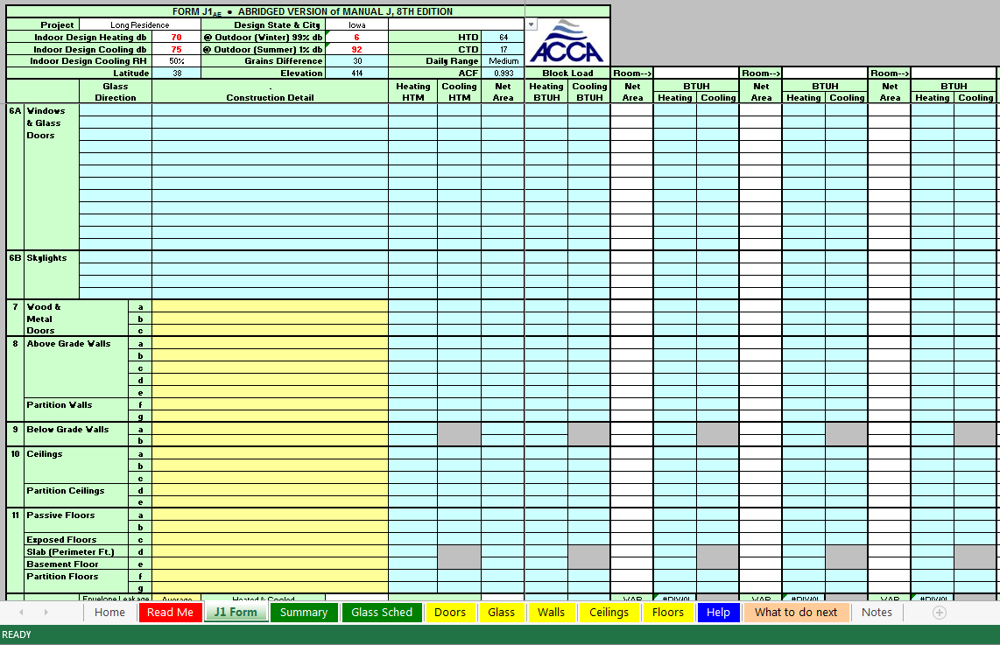 FORM J1AE • ABRIDGED VERSION of MANUAL J, 8TH EDITION
Project Long Residence Design State & City Iowa
Indoor Design Heating db 70 @ Outdoor (Winter) 99% db 6 HTD 64
Indoor Design Cooling db 75 @ Outdoor (Summer) 1% db 92 CTD 17
Indoor Design Cooling RH 50% Grains Difference 30 Daily Range Medium
ACCA
Latitude 38 Elevation 414 ACF 0.993 Block Load Room--> Room--> Room-->
Glass . Heating Cooling Net Heating Cooling Net BTUH Net BTUH Net BTUH
Direction Construction Detail HTM HTM Area BTUH BTUH Area Heating Cooling Area Heating Cooling Area Heating Cooling
6A Windows
& Glass
Doors
6B Skylights
7 Wood & a
Metal b
Doors c
8 Above Grade Walls a
b
c
d
e
Partition Walls f
g
9 Below Grade Walls a
b
10 Ceilings a
b
c
Partition Ceilings d
e
11 Passive Floors a
b
Exposed Floors c
Slab (Perimeter Ft.) d
Basement Floor e
Partition Floors f
g
Envelope Leakage Average Heated & Cooled VAR #DIV/0! VAR #DIV/0! VAR #DIV/0!
Home Read Me J1 Form Summary Glass Sched Doors Glass Walls Ceilings Floors Help What to do next Notes
READY